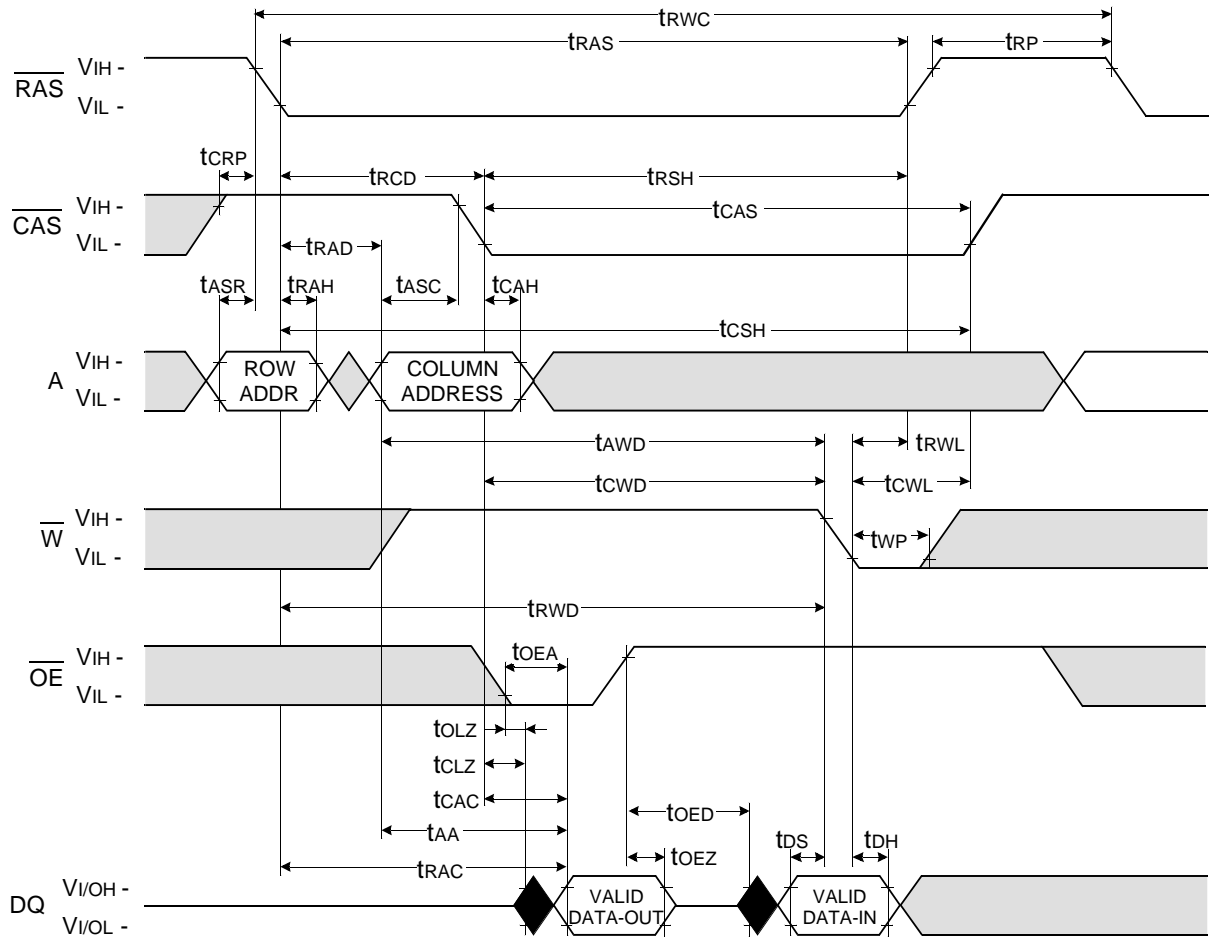 tRWC
tRAS
tRP
RAS
VIH -
VIL -
tCRP
tRCD
tRSH
CAS
VIH -
VIL -
tCAS
tRAD
tASR
tRAH
tASC
tCAH
tCSH
A
VIH -
VIL -
ROW
ADDR
COLUMN
ADDRESS
tAWD
tRWL
tCWD
tCWL
W
VIH -
VIL -
tWP
tRWD
OE
VIH -
VIL -
tOEA
tOLZ
tCLZ
tCAC
tOED
tAA
tOEZ
tDS
tDH
tRAC
DQ
VI/OH -
VI/OL -
VALID
DATA-OUT
VALID
DATA-IN